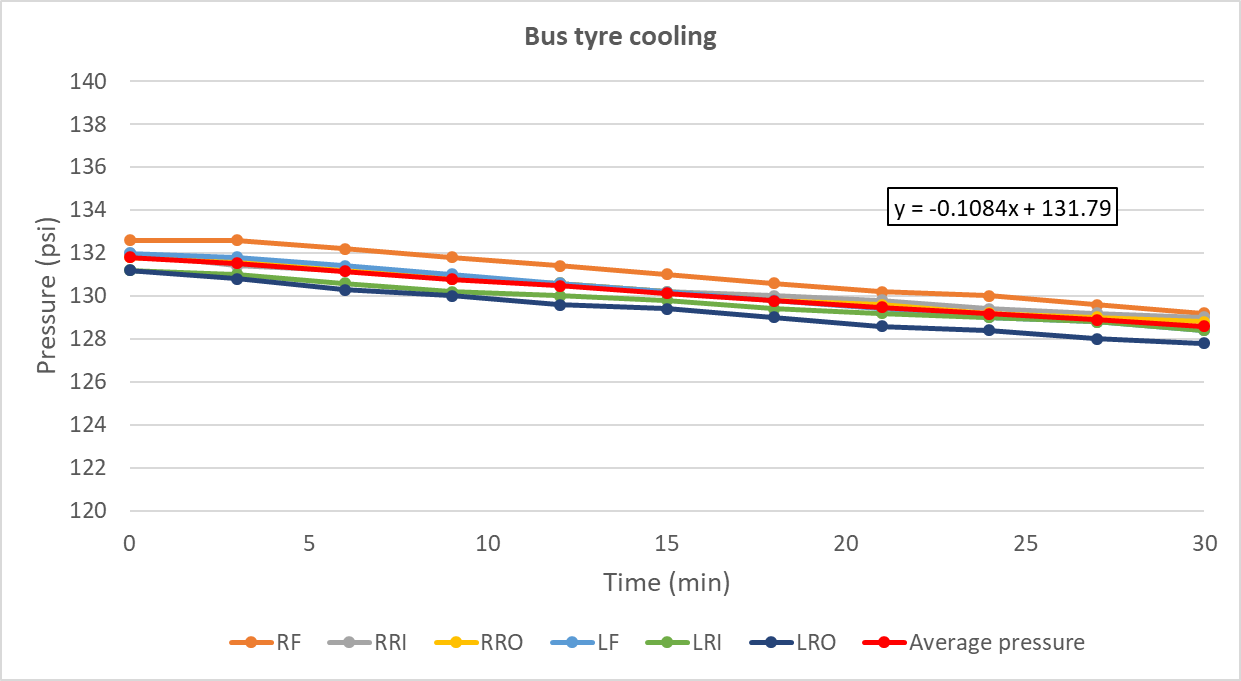 Bus tyre cooling
140
138
136
134
132
130
128
126
124
122
120
Pressure (psi)
y = -0.1084x + 131.79
0 5 10 15 20 25 30
Time (min)
RF RRI RRO LF LRI LRO Average pressure